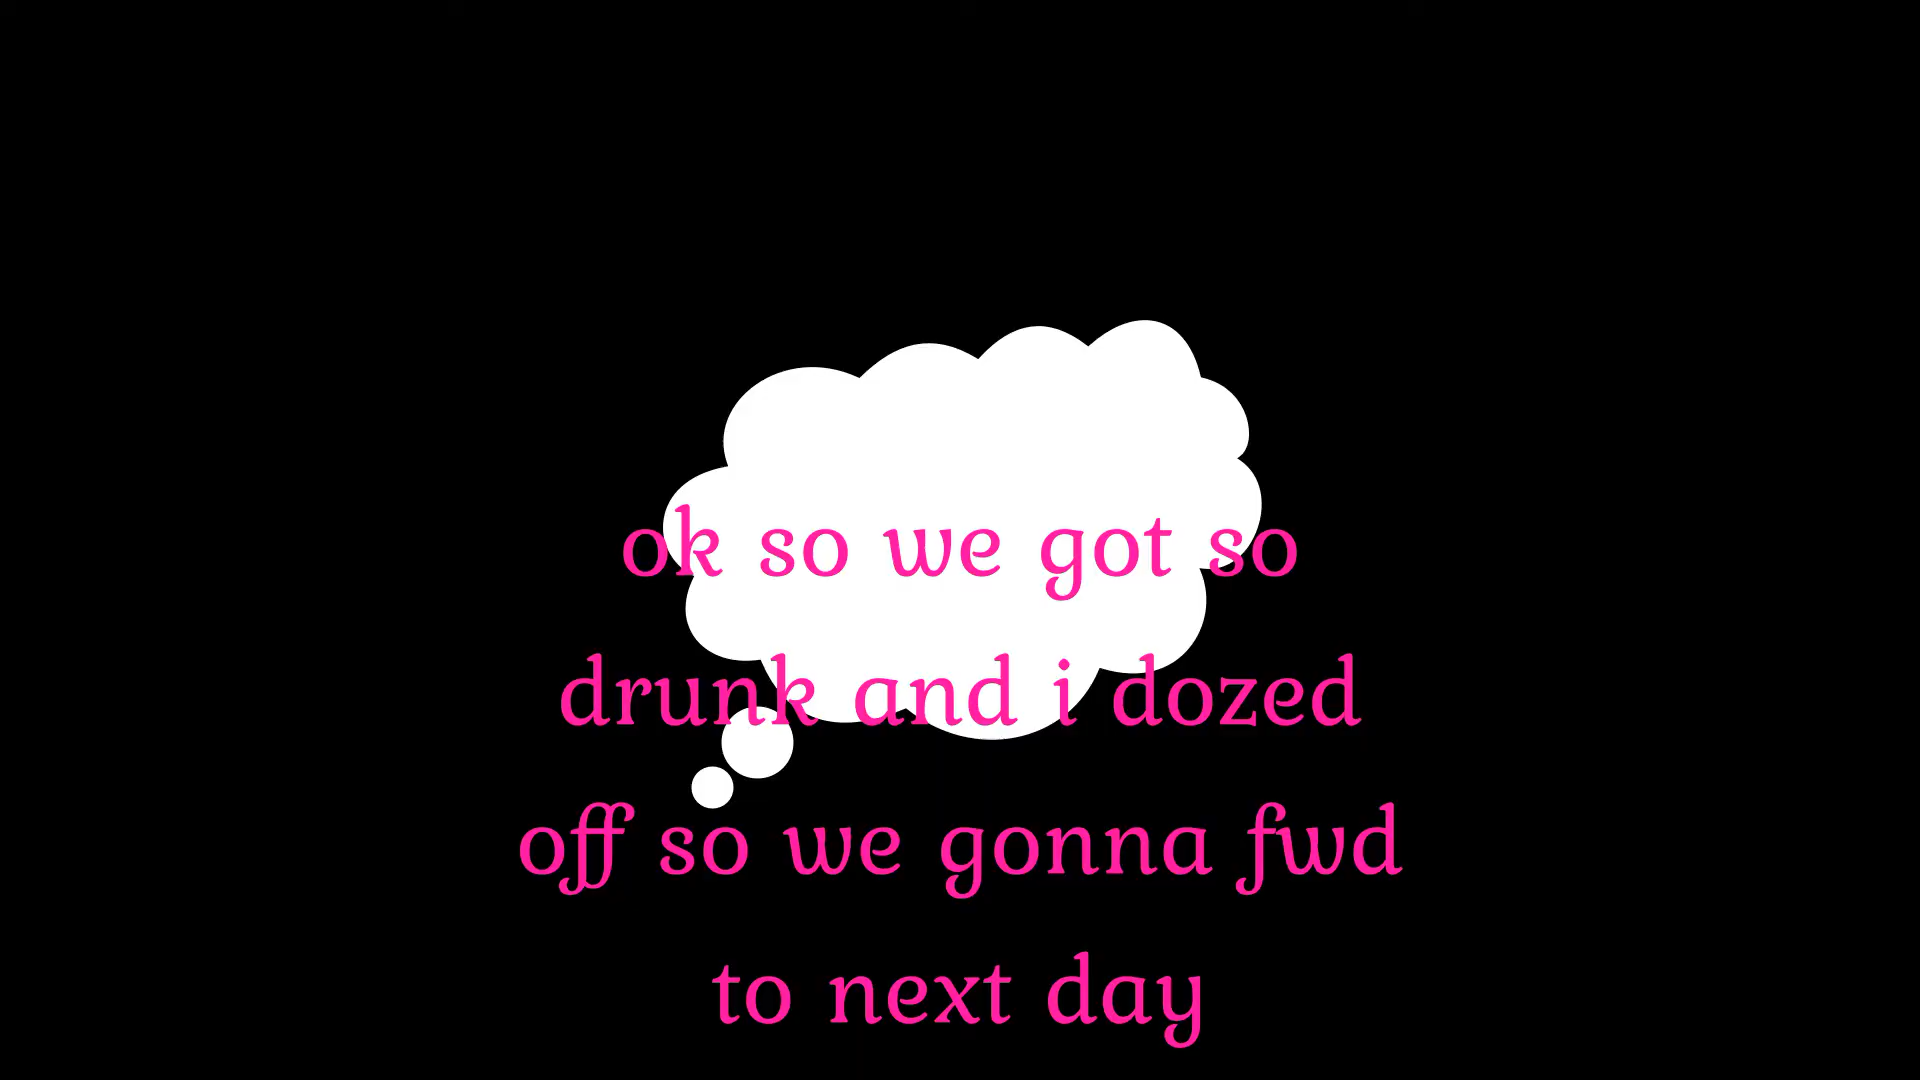 ok so we got so
drunk and i dozed
off so we gonna fwd
to next day